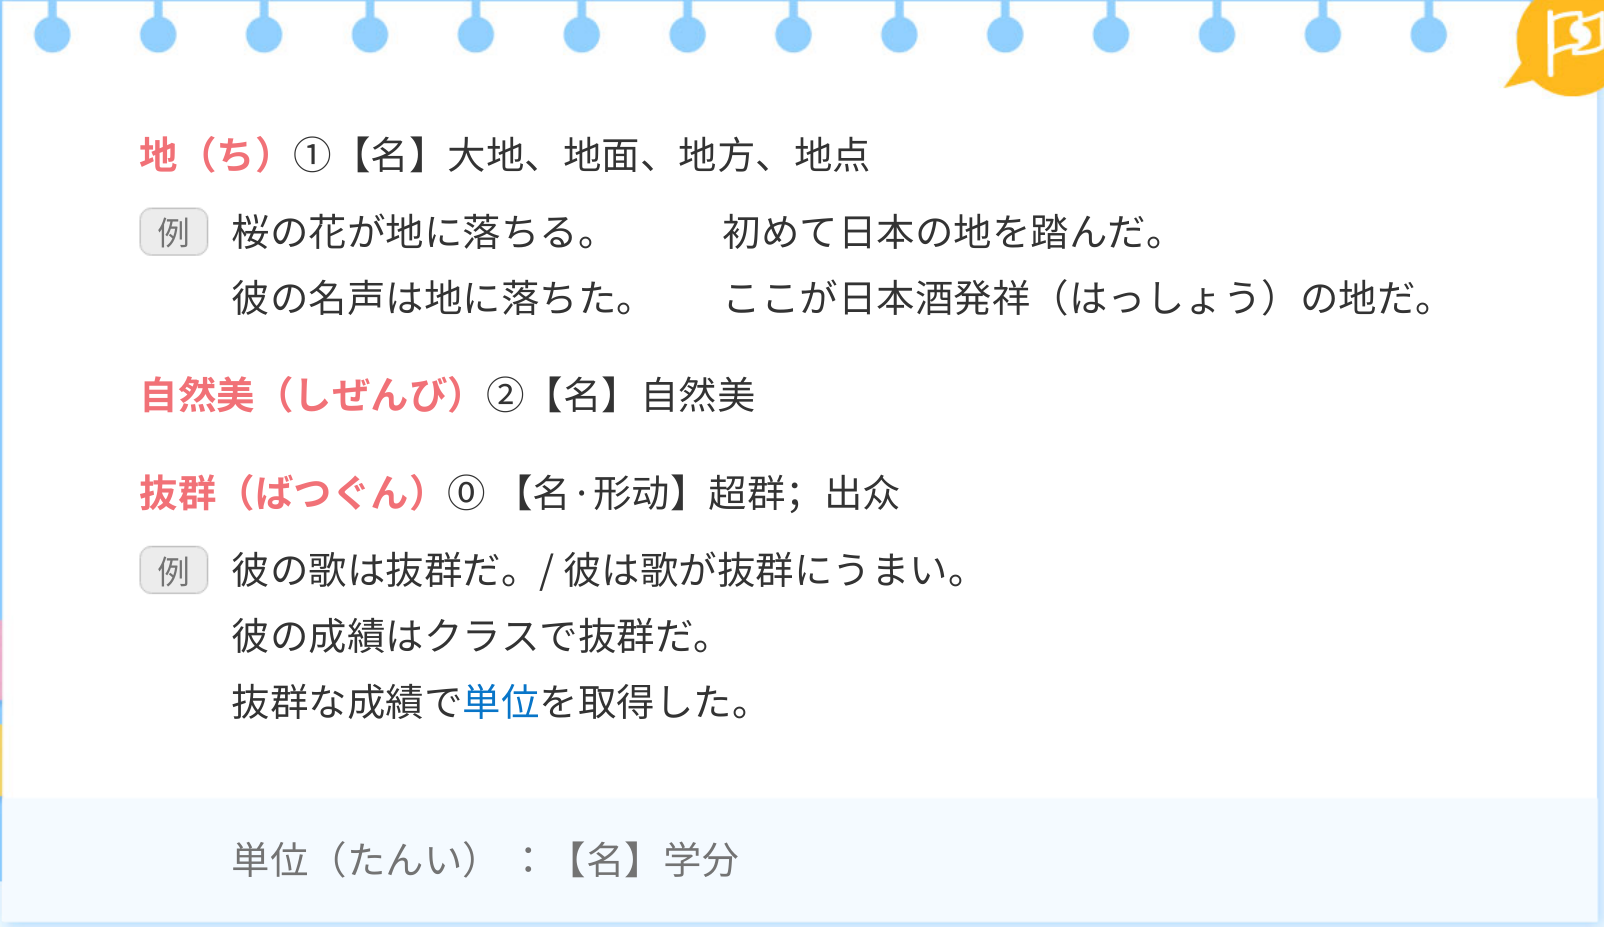 地（ち）①【名】大地、地面、地方、地点
例 桜の花が地に落ちる。 初めて日本の地を踏んだ。
彼の名声は地に落ちた。 ここが日本酒発祥（はっしょう）の地だ。
自然美（しぜんび）②【名】自然美
抜群（ばつぐん）⓪【名·形动】超群；出众
例 彼の歌は抜群だ。/ 彼は歌が抜群にうまい。
彼の成績はクラスで抜群だ。
抜群な成績で単位を取得した。
単位（たんい）：【名】学分